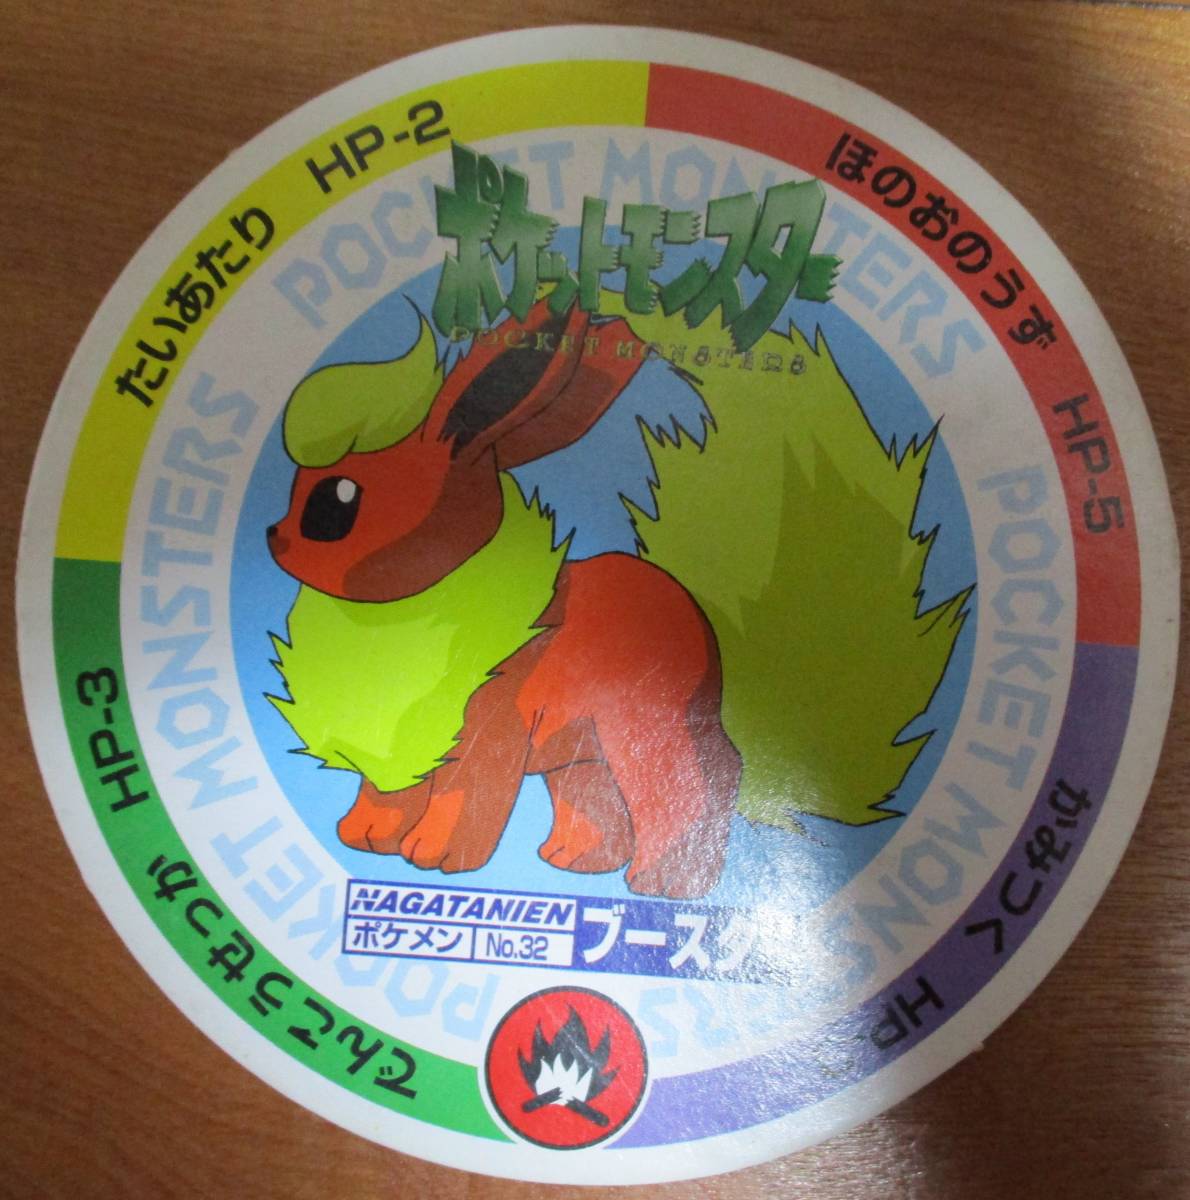 ポケットモンスター
POCKET MONSTERS
たいあたり HP-2
ほのおのうず HP-5
かみつく HP-
でんこうせっか HP-3
POCKET MONSTERS
POCKET MONSTERS
POCKET MONSTERS
NAGATANIEN
ポケメン No.32
ブースター